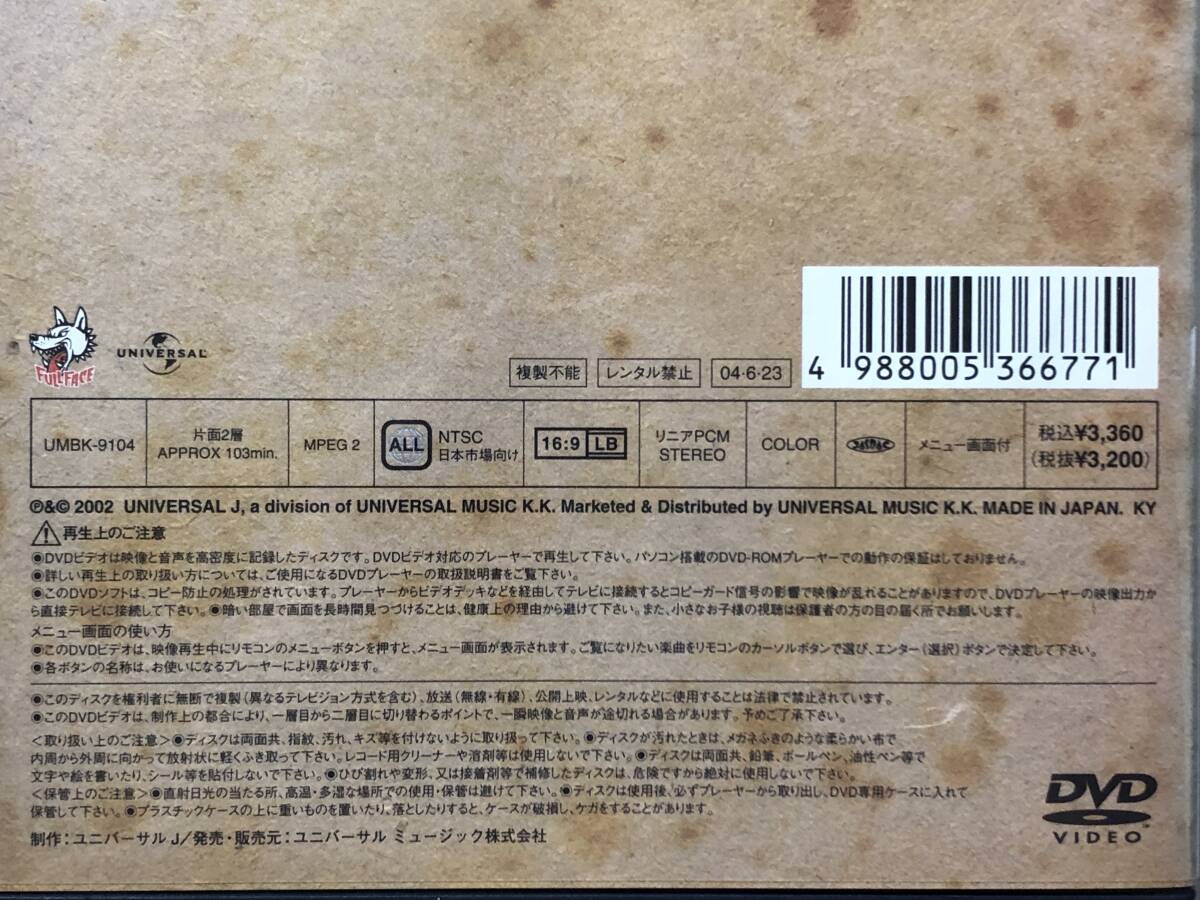 FULLFACE
UNIVERSAL
複製不能 レンタル禁止 04·6·23
4 988005 366771
UMBK-9104 片面2層 APPROX 103min. MPEG 2 ALL NTSC 日本市場向け 16:9 LB リニアPCM STEREO COLOR JASRAC メニュー画面付 税込¥3,360 (税抜¥3,200)
℗&© 2002 UNIVERSAL J, a division of UNIVERSAL MUSIC K.K. Marketed & Distributed by UNIVERSAL MUSIC K.K. MADE IN JAPAN. KY
再生上のご注意
◉DVDビデオは映像と音声を高密度に記録したディスクです。DVDビデオ対応のプレーヤーで再生して下さい。パソコン搭載のDVD-ROMプレーヤーでの動作の保証はしておりません。
◉詳しい再生上の取り扱い方については、ご使用になるDVDプレーヤーの取扱説明書をご覧下さい。
◉このDVDソフトは、コピー防止の処理がされています。プレーヤーからビデオデッキなどを経由してテレビに接続するとコピーガード信号の影響で映像が乱れることがありますので、DVDプレーヤーの映像出力か
ら直接テレビに接続して下さい。◉暗い部屋で画面を長時間見つづけることは、健康上の理由から避けて下さい。また、小さなお子様の視聴は保護者の方の目の届く所でお願いします。
メニュー画面の使い方
◉このDVDビデオは、映像再生中にリモコンのメニューボタンを押すと、メニュー画面が表示されます。ご覧になりたい楽曲をリモコンのカーソルボタンで選び、エンター(選択)ボタンで決定して下さい。
◉各ボタンの名称は、お使いになるプレーヤーにより異なります。
◉このディスクを権利者に無断で複製(異なるテレビジョン方式を含む)、放送(無線・有線)、公開上映、レンタルなどに使用することは法律で禁止されています。
◉このDVDビデオは、制作上の都合により、一層目から二層目に切り替わるポイントで、一瞬映像と音声が途切れる場合があります。予めご了承下さい。
<取り扱い上のご注意>◉ディスクは両面共、指紋、汚れ、キズ等を付けないように取り扱って下さい。◉ディスクが汚れたときは、メガネふきのような柔らかい布で
内周から外周に向かって放射状に軽くふき取って下さい。レコード用クリーナーや溶剤等は使用しないで下さい。◉ディスクは両面共、鉛筆、ボールペン、油性ペン等で
文字や絵を書いたり、シール等を貼付しないで下さい。◉ひび割れや変形、又は接着剤等で補修したディスクは、危険ですから絶対に使用しないで下さい。
<保管上のご注意>◉直射日光の当たる所、高温・多湿な場所での使用・保管は避けて下さい。◉ディスクは使用後、必ずプレーヤーから取り出し、DVD専用ケースに入れて
保管して下さい。◉プラスチックケースの上に重いものを置いたり、落としたりすると、ケースが破損し、ケガをすることがあります。
制作:ユニバーサル J/発売・販売元:ユニバーサル ミュージック株式会社
DVD
VIDEO